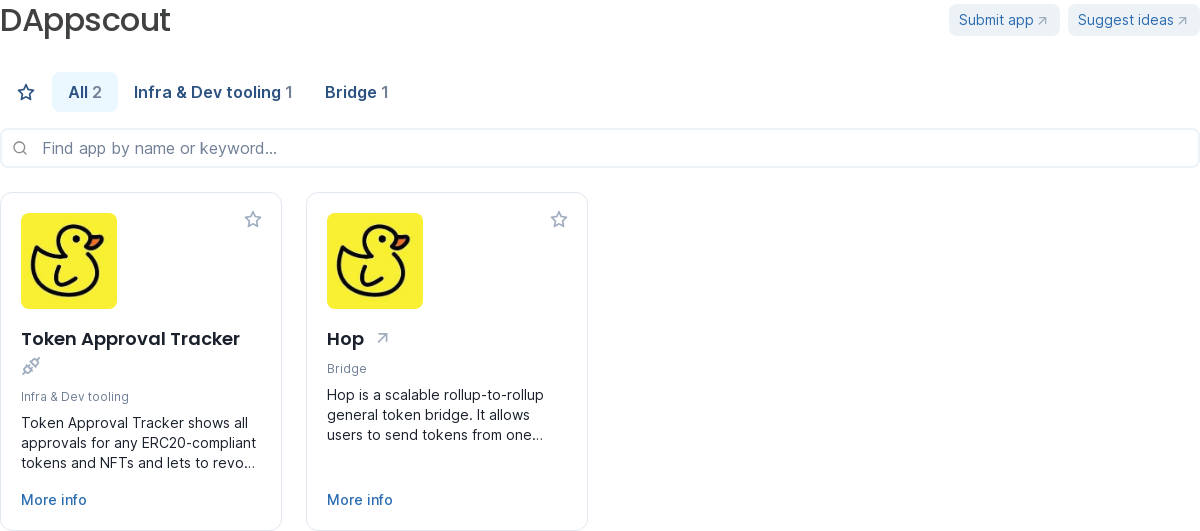 DAppscout
Submit app
Suggest ideas
All 2
Infra & Dev tooling 1
Bridge 1
Find app by name or keyword...
Token Approval Tracker
Infra & Dev tooling
Token Approval Tracker shows all
approvals for any ERC20-compliant
tokens and NFTs and lets to revo...
More info
Hop
Bridge
Hop is a scalable rollup-to-rollup
general token bridge. It allows
users to send tokens from one...
More info